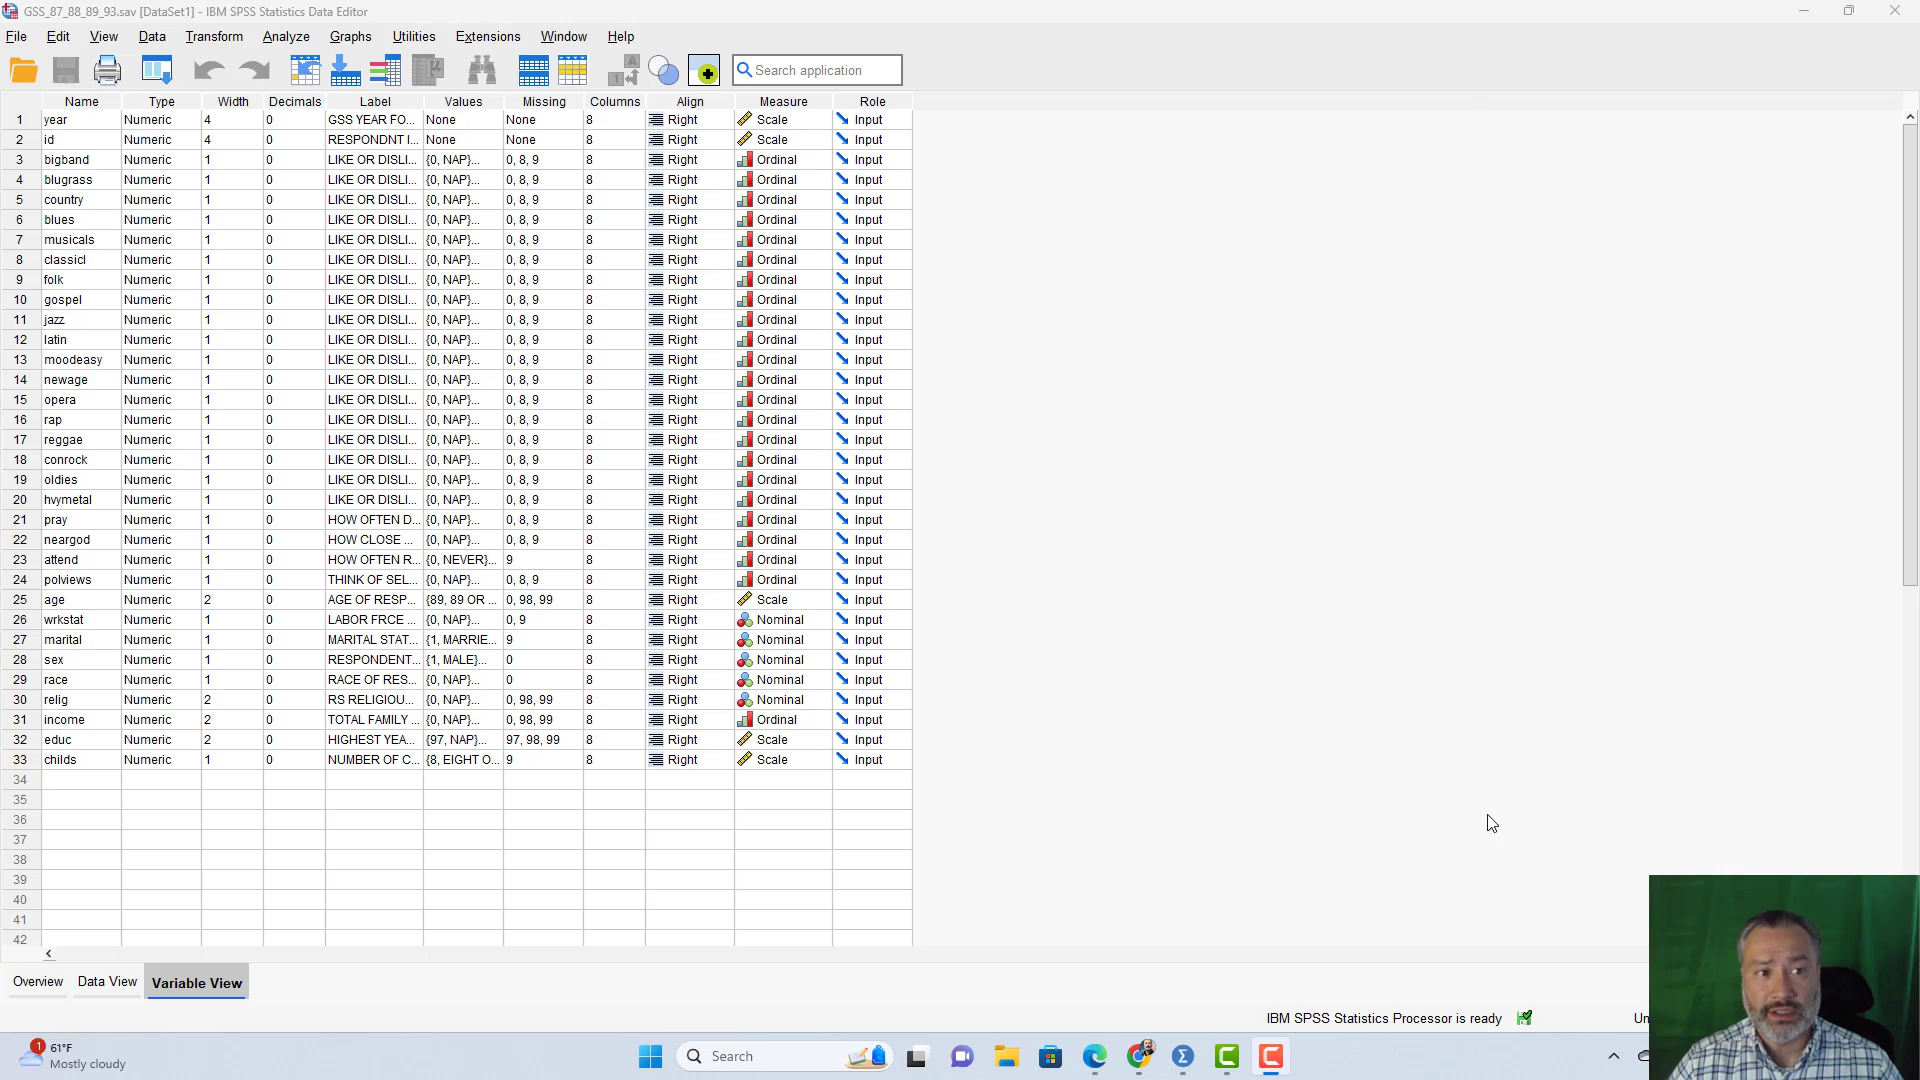 GSS_87_88_89_93.sav [DataSet1] - IBM SPSS Statistics Data Editor
File Edit View Data Transform Analyze Graphs Utilities Extensions Window Help
Search application
Name Type Width Decimals Label Values Missing Columns Align Measure Role
1 year Numeric 4 0 GSS YEAR FO... None None 8 Right Scale Input
2 id Numeric 4 0 RESPONDNT I... None None 8 Right Scale Input
3 bigband Numeric 1 0 LIKE OR DISLI... {0, NAP}... 0, 8, 9 8 Right Ordinal Input
4 blugrass Numeric 1 0 LIKE OR DISLI... {0, NAP}... 0, 8, 9 8 Right Ordinal Input
5 country Numeric 1 0 LIKE OR DISLI... {0, NAP}... 0, 8, 9 8 Right Ordinal Input
6 blues Numeric 1 0 LIKE OR DISLI... {0, NAP}... 0, 8, 9 8 Right Ordinal Input
7 musicals Numeric 1 0 LIKE OR DISLI... {0, NAP}... 0, 8, 9 8 Right Ordinal Input
8 classicl Numeric 1 0 LIKE OR DISLI... {0, NAP}... 0, 8, 9 8 Right Ordinal Input
9 folk Numeric 1 0 LIKE OR DISLI... {0, NAP}... 0, 8, 9 8 Right Ordinal Input
10 gospel Numeric 1 0 LIKE OR DISLI... {0, NAP}... 0, 8, 9 8 Right Ordinal Input
11 jazz Numeric 1 0 LIKE OR DISLI... {0, NAP}... 0, 8, 9 8 Right Ordinal Input
12 latin Numeric 1 0 LIKE OR DISLI... {0, NAP}... 0, 8, 9 8 Right Ordinal Input
13 moodeasy Numeric 1 0 LIKE OR DISLI... {0, NAP}... 0, 8, 9 8 Right Ordinal Input
14 newage Numeric 1 0 LIKE OR DISLI... {0, NAP}... 0, 8, 9 8 Right Ordinal Input
15 opera Numeric 1 0 LIKE OR DISLI... {0, NAP}... 0, 8, 9 8 Right Ordinal Input
16 rap Numeric 1 0 LIKE OR DISLI... {0, NAP}... 0, 8, 9 8 Right Ordinal Input
17 reggae Numeric 1 0 LIKE OR DISLI... {0, NAP}... 0, 8, 9 8 Right Ordinal Input
18 conrock Numeric 1 0 LIKE OR DISLI... {0, NAP}... 0, 8, 9 8 Right Ordinal Input
19 oldies Numeric 1 0 LIKE OR DISLI... {0, NAP}... 0, 8, 9 8 Right Ordinal Input
20 hvymetal Numeric 1 0 LIKE OR DISLI... {0, NAP}... 0, 8, 9 8 Right Ordinal Input
21 pray Numeric 1 0 HOW OFTEN D... {0, NAP}... 0, 8, 9 8 Right Ordinal Input
22 neargod Numeric 1 0 HOW CLOSE ... {0, NAP}... 0, 8, 9 8 Right Ordinal Input
23 attend Numeric 1 0 HOW OFTEN R... {0, NEVER}... 9 8 Right Ordinal Input
24 polviews Numeric 1 0 THINK OF SEL... {0, NAP}... 0, 8, 9 8 Right Ordinal Input
25 age Numeric 2 0 AGE OF RESP... {89, 89 OR ... 0, 98, 99 8 Right Scale Input
26 wrkstat Numeric 1 0 LABOR FRCE ... {0, NAP}... 0, 9 8 Right Nominal Input
27 marital Numeric 1 0 MARITAL STAT... {1, MARRIE... 9 8 Right Nominal Input
28 sex Numeric 1 0 RESPONDENT... {1, MALE}... 0 8 Right Nominal Input
29 race Numeric 1 0 RACE OF RES... {0, NAP}... 0 8 Right Nominal Input
30 relig Numeric 2 0 RS RELIGIOU... {0, NAP}... 0, 98, 99 8 Right Nominal Input
31 income Numeric 2 0 TOTAL FAMILY ... {0, NAP}... 0, 98, 99 8 Right Ordinal Input
32 educ Numeric 2 0 HIGHEST YEA... {97, NAP}... 97, 98, 99 8 Right Scale Input
33 childs Numeric 1 0 NUMBER OF C... {8, EIGHT O... 9 8 Right Scale Input
34
35
36
37
38
39
40
41
42
Overview Data View Variable View
IBM SPSS Statistics Processor is ready Un
1 61°F
Mostly cloudy
Search